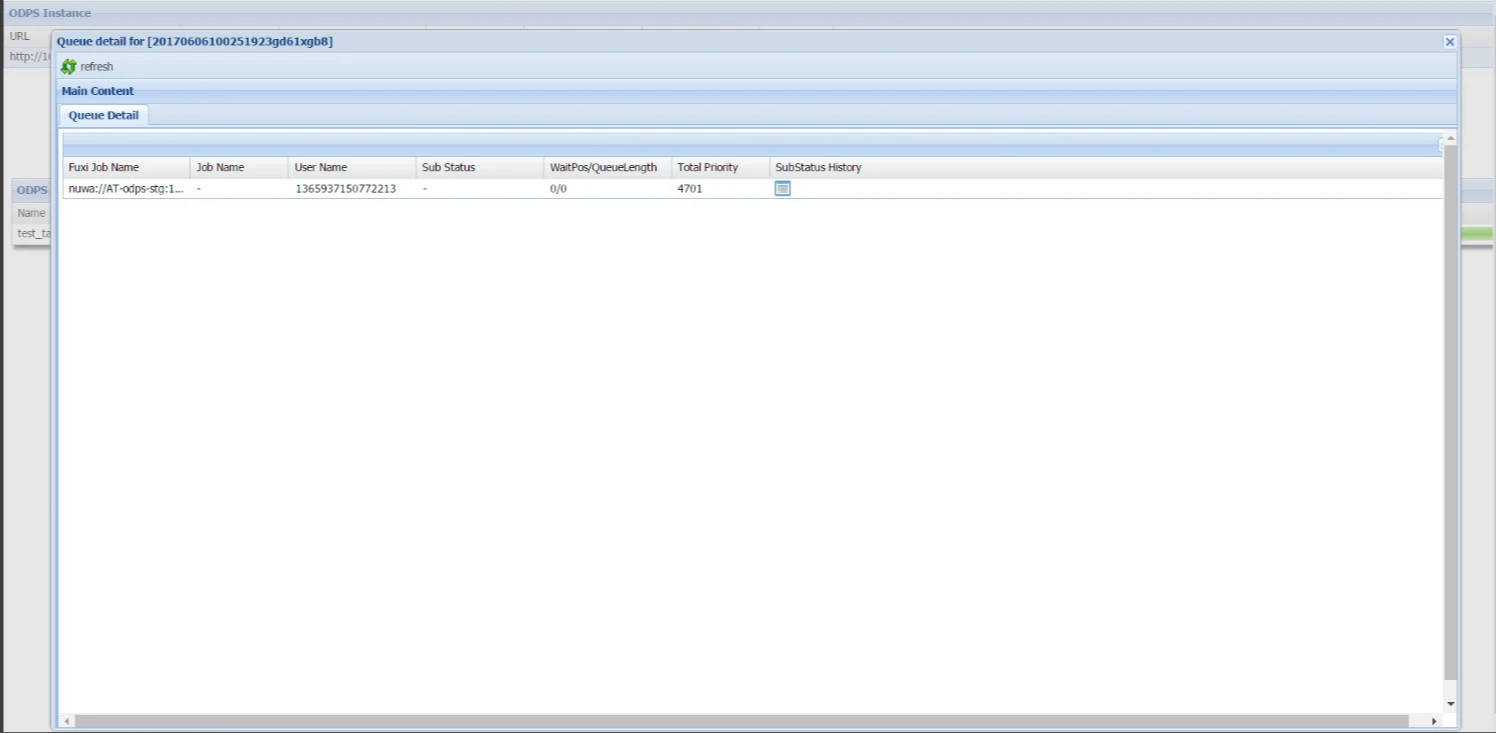 ODPS Instance
URL
http://10
Queue detail for [20170606100251923gd61xgb8]
refresh
Main Content
Queue Detail
Fuxi Job Name Job Name User Name Sub Status WaitPos/QueueLength Total Priority SubStatus History
nuwa://AT-odps-stg:1... - 1365937150772213 - 0/0 4701
ODPS
Name
test_ta